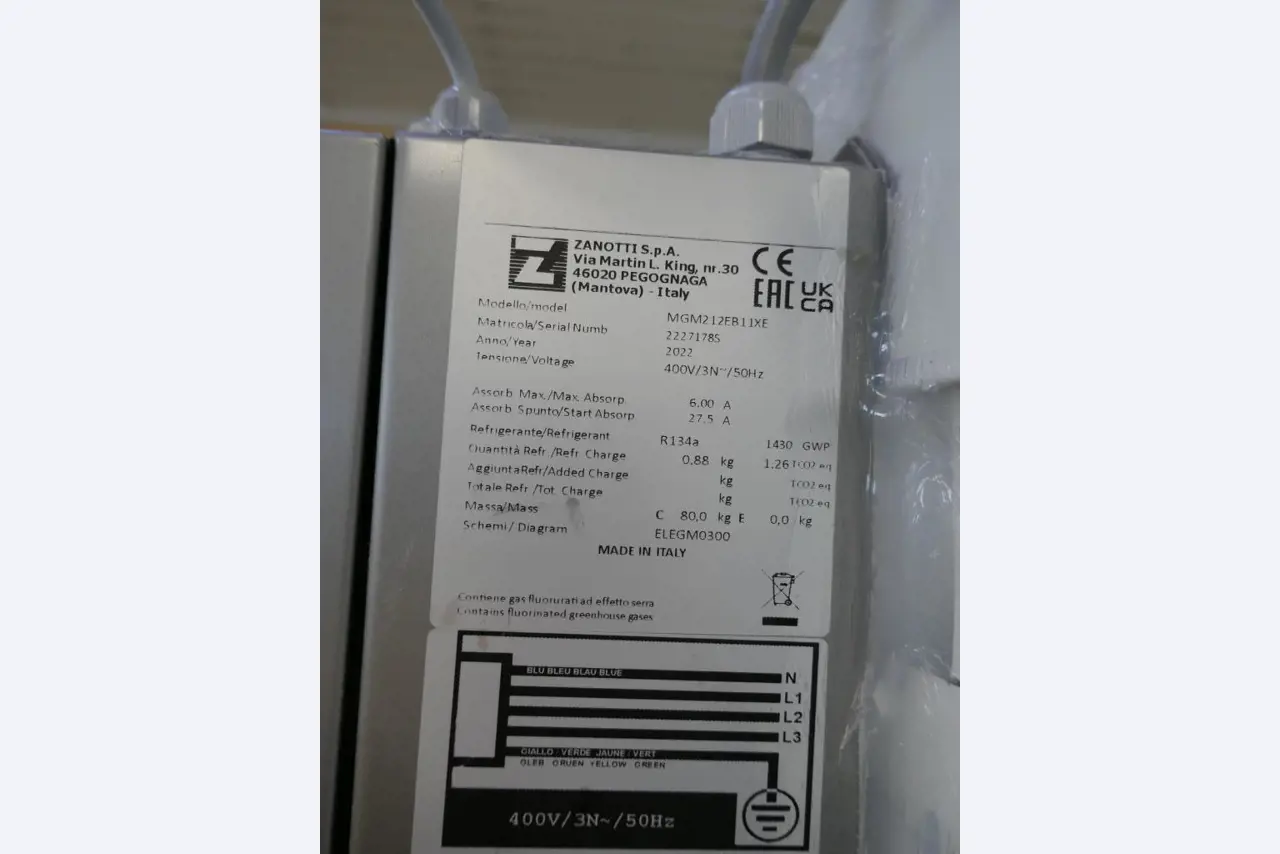 ZANOTTI S.p.A.
Via Martin L. King, nr.30
46020 PEGOGNAGA
(Mantova) - Italy
CE
EAC UK CA
Modello/model MGM212EB11XE
Matricola/Serial Numb 22271785
Anno/Year 2022
Tensione/Voltage 400V/3N~/50Hz
Assorb. Max./Max. Absorp. 6.00 A
Assorb. Spunto/Start Absorp 27.5 A
Refrigerante/Refrigerant R134a 1430 GWP
Quantità Refr./Refr. Charge 0,88 kg 1.26 TCO2 eq
AggiuntaRefr/Added Charge kg TCO2 eq
Totale Refr./Tot. Charge kg TCO2 eq
Massa/Mass C 80,0 kg E 0,0 kg
Schemi/ Diagram ELEGM0300
MADE IN ITALY
Contiene gas fluorurati ad effetto serra
Contains fluorinated greenhouse gases
BLU BLEU BLAU BLUE N
L1
L2
L3
GIALLO - VERDE JAUNE / VERT
GLEB GRUEN YELLOW GREEN
400V/3N~/50Hz